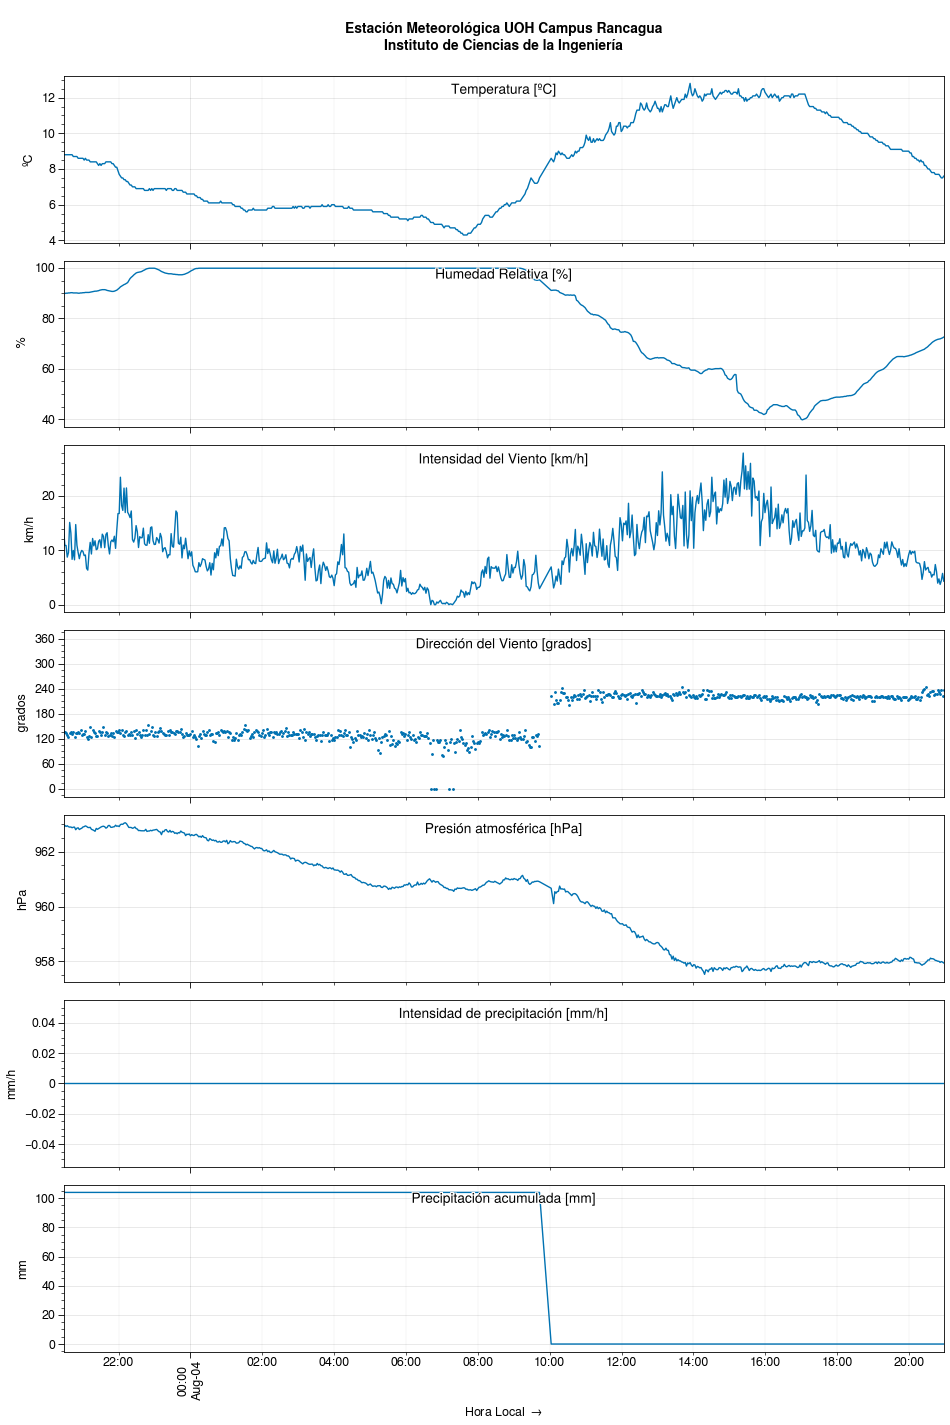 Estación Meteorológica UOH Campus Rancagua
Instituto de Ciencias de la Ingeniería
Temperatura [ºC]
ºC
12
10
8
6
4
Humedad Relativa [%]
%
100
80
60
40
Intensidad del Viento [km/h]
km/h
20
10
0
Dirección del Viento [grados]
grados
360
300
240
180
120
60
0
Presión atmosférica [hPa]
hPa
962
960
958
Intensidad de precipitación [mm/h]
mm/h
0.04
0.02
0
−0.02
−0.04
Precipitación acumulada [mm]
mm
100
80
60
40
20
0
22:00
00:00
Aug-04
02:00
04:00
06:00
08:00
10:00
12:00
14:00
16:00
18:00
20:00
Hora Local →